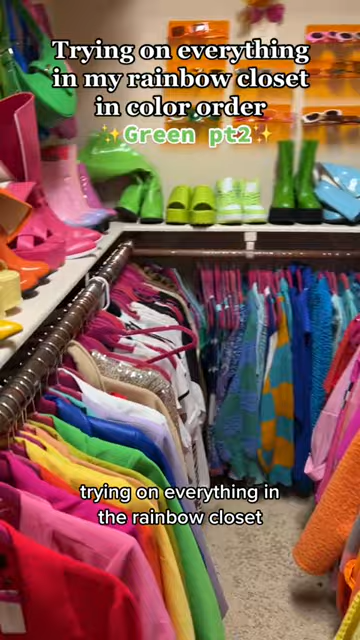 Trying on everything
in my rainbow closet
in color order
✨Green pt2✨
trying on everything in
the rainbow closet